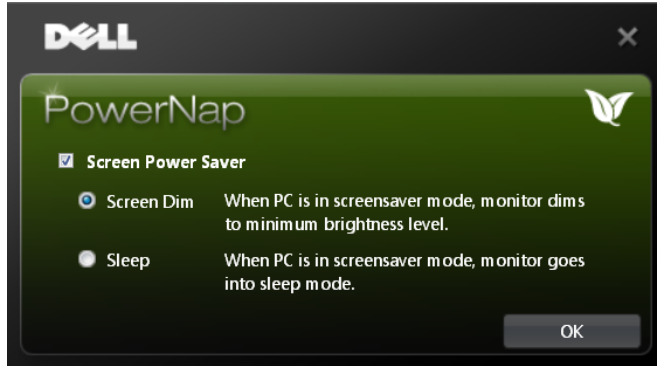 DELL
PowerNap
Screen Power Saver
Screen Dim When PC is in screensaver mode, monitor dims
to minimum brightness level.
Sleep When PC is in screensaver mode, monitor goes
into sleep mode.
OK